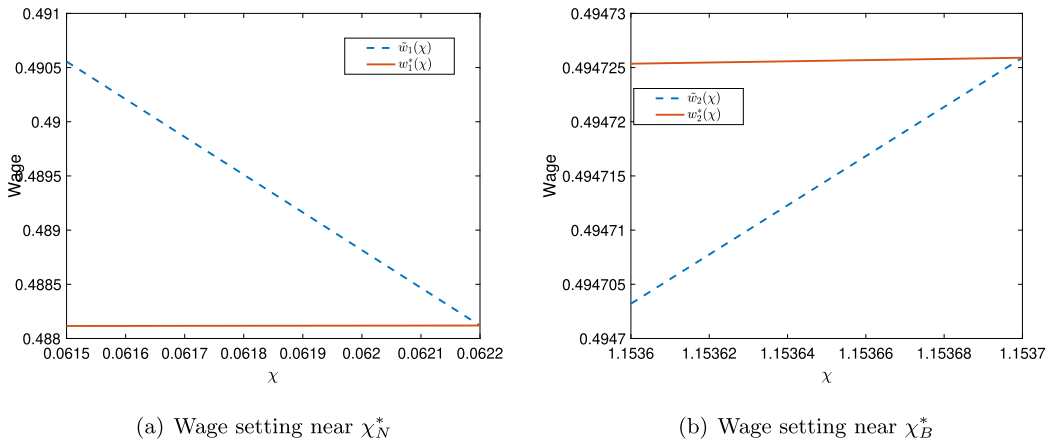 0.491
0.4905
0.49
0.4895
0.489
0.4885
0.488
Wage
0.0615 0.0616 0.0617 0.0618 0.0619 0.062 0.0621 0.0622
χ
w̃₁(χ)
w₁*(χ)
(a) Wage setting near χ*_N
0.49473
0.494725
0.49472
0.494715
0.49471
0.494705
0.4947
Wage
1.1536 1.15362 1.15364 1.15366 1.15368 1.1537
χ
w̃₂(χ)
w₂*(χ)
(b) Wage setting near χ*_B